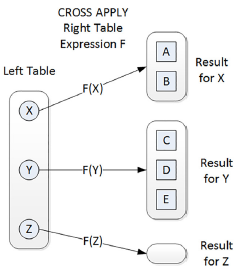 CROSS APPLY
Right Table
Expression F
Left Table
X
Y
Z
F(X)
F(Y)
F(Z)
A
B
Result
for X
C
D
E
Result
for Y
Result
for Z